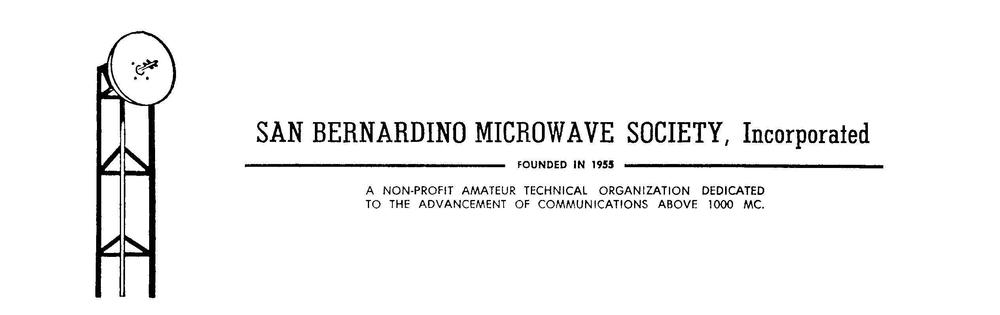 SAN BERNARDINO MICROWAVE SOCIETY, Incorporated
FOUNDED IN 1955
A NON-PROFIT AMATEUR TECHNICAL ORGANIZATION DEDICATED
TO THE ADVANCEMENT OF COMMUNICATIONS ABOVE 1000 MC.